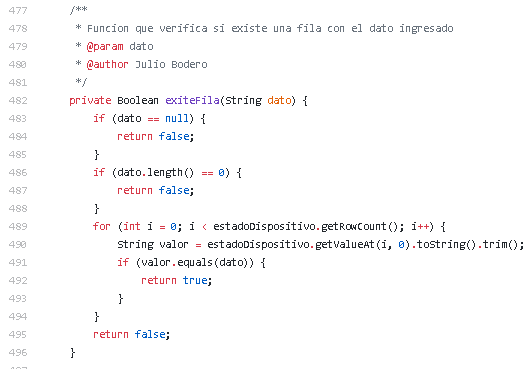 477 /**
478 * Funcion que verifica si existe una fila con el dato ingresado
479 * @param dato
480 * @author Julio Bodero
481 */
482 private Boolean exiteFila(String dato) {
483 if (dato == null) {
484 return false;
485 }
486 if (dato.length() == 0) {
487 return false;
488 }
489 for (int i = 0; i < estadoDispositivo.getRowCount(); i++) {
490 String valor = estadoDispositivo.getValueAt(i, 0).toString().trim();
491 if (valor.equals(dato)) {
492 return true;
493 }
494 }
495 return false;
496 }